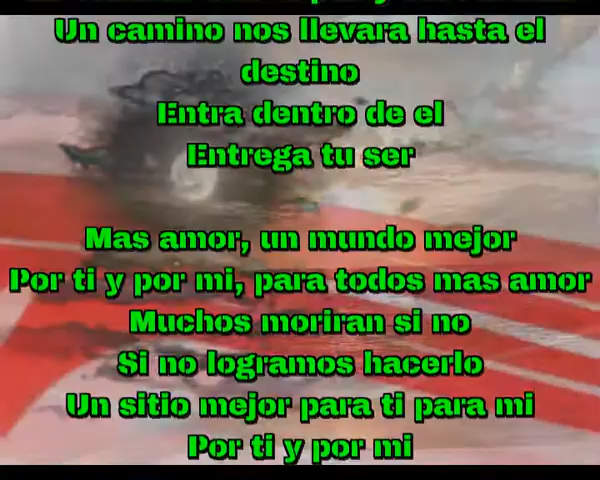 Un camino nos llevara hasta el
destino
Entra dentro de el
Entrega tu ser
Mas amor, un mundo mejor
Por ti y por mi, para todos mas amor
Muchos moriran si no
Si no logramos hacerlo
Un sitio mejor para ti para mi
Por ti y por mi